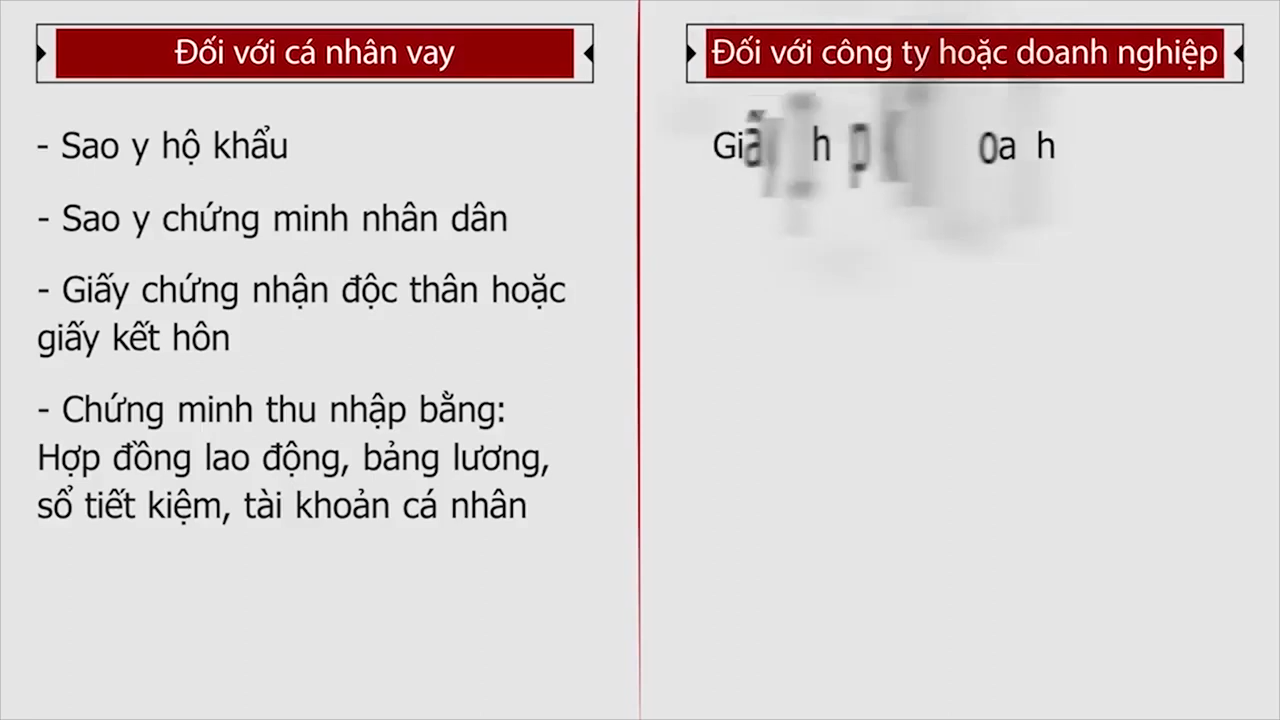 Đối với cá nhân vay
- Sao y hộ khẩu
- Sao y chứng minh nhân dân
- Giấy chứng nhận độc thân hoặc
giấy kết hôn
- Chứng minh thu nhập bằng:
Hợp đồng lao động, bảng lương,
sổ tiết kiệm, tài khoản cá nhân
Đối với công ty hoặc doanh nghiệp